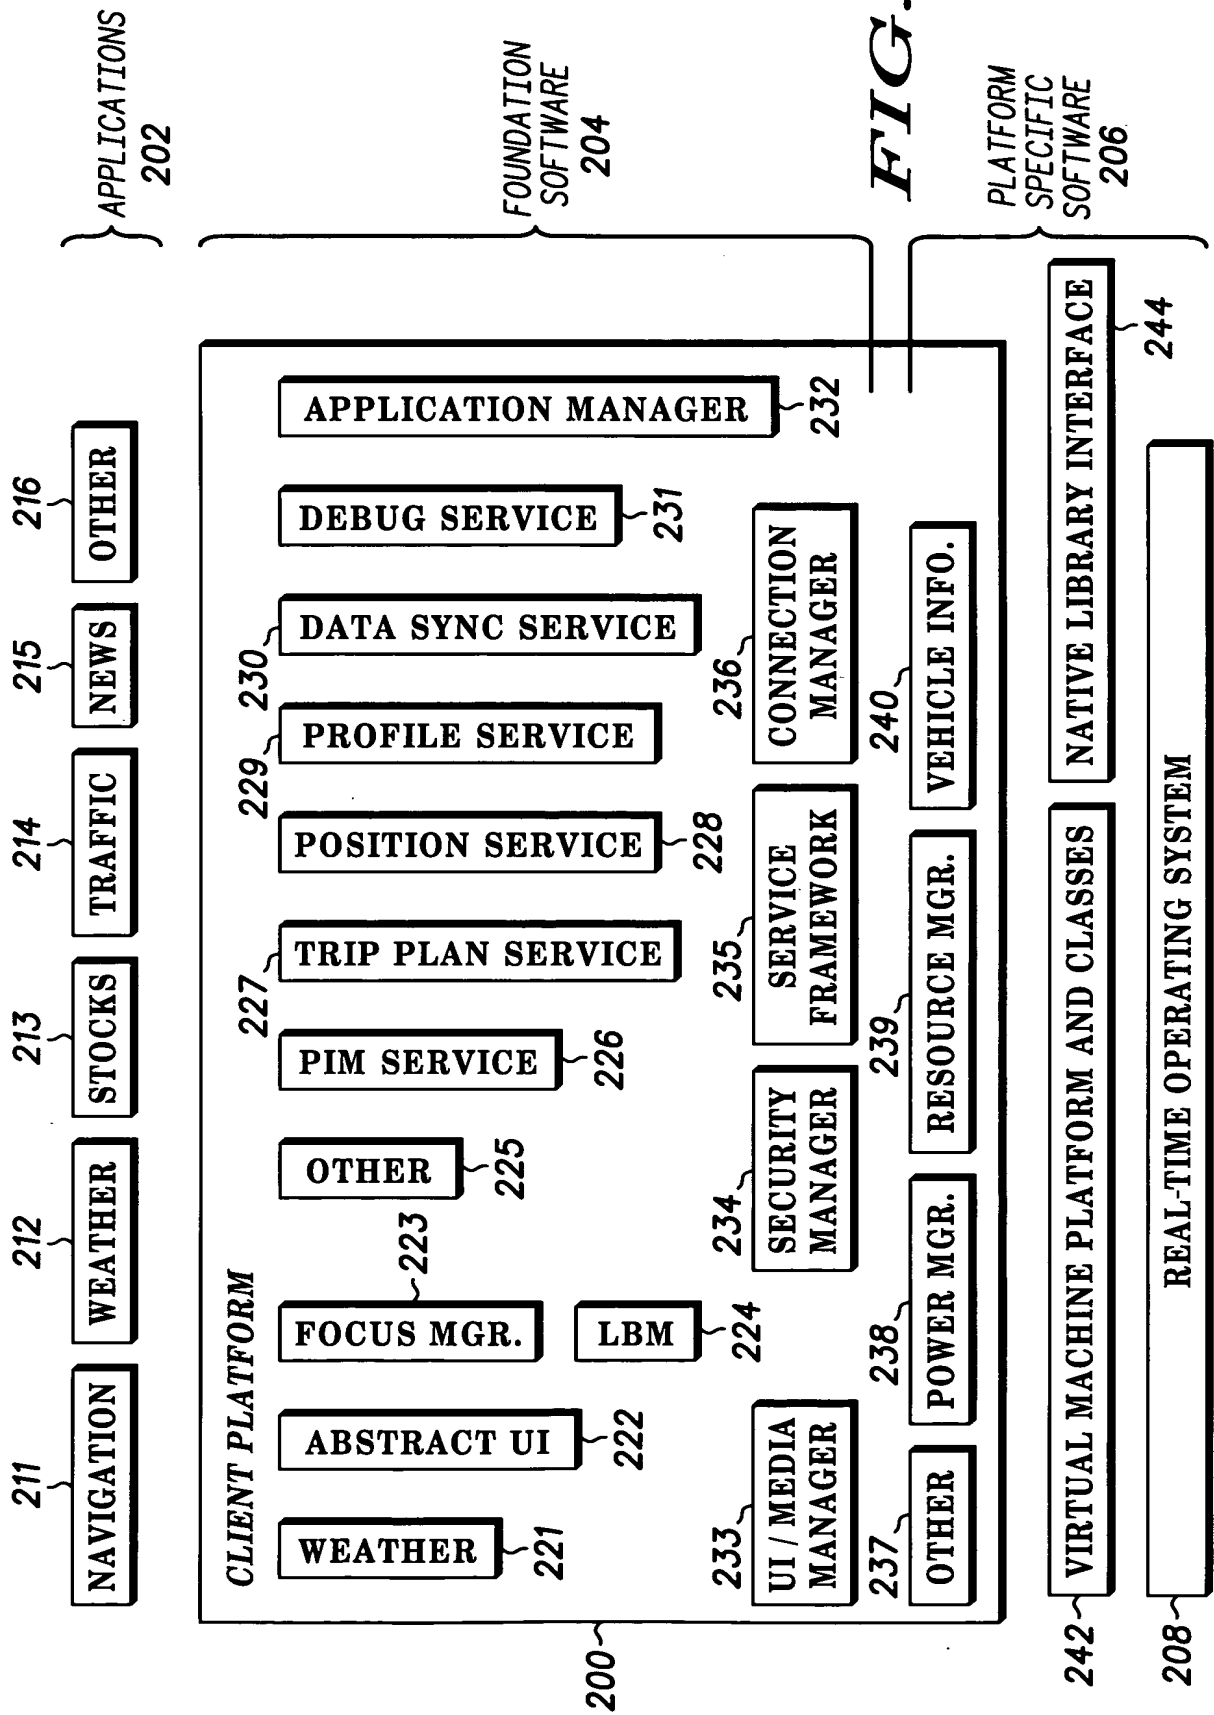 211
212
213
214
215
216
NAVIGATION
WEATHER
STOCKS
TRAFFIC
NEWS
OTHER
APPLICATIONS
202
CLIENT PLATFORM
WEATHER
221
ABSTRACT UI
222
FOCUS MGR.
223
LBM
224
OTHER
225
PIM SERVICE
226
227
TRIP PLAN SERVICE
POSITION SERVICE
228
229
PROFILE SERVICE
230
DATA SYNC SERVICE
DEBUG SERVICE
231
APPLICATION MANAGER
232
FOUNDATION
SOFTWARE
204
200
233
UI / MEDIA
MANAGER
234
SECURITY
MANAGER
235
SERVICE
FRAMEWORK
236
CONNECTION
MANAGER
237
OTHER
238
POWER MGR.
239
RESOURCE MGR.
240
VEHICLE INFO.
FIG.
PLATFORM
SPECIFIC
SOFTWARE
206
242
VIRTUAL MACHINE PLATFORM AND CLASSES
NATIVE LIBRARY INTERFACE
244
208
REAL-TIME OPERATING SYSTEM